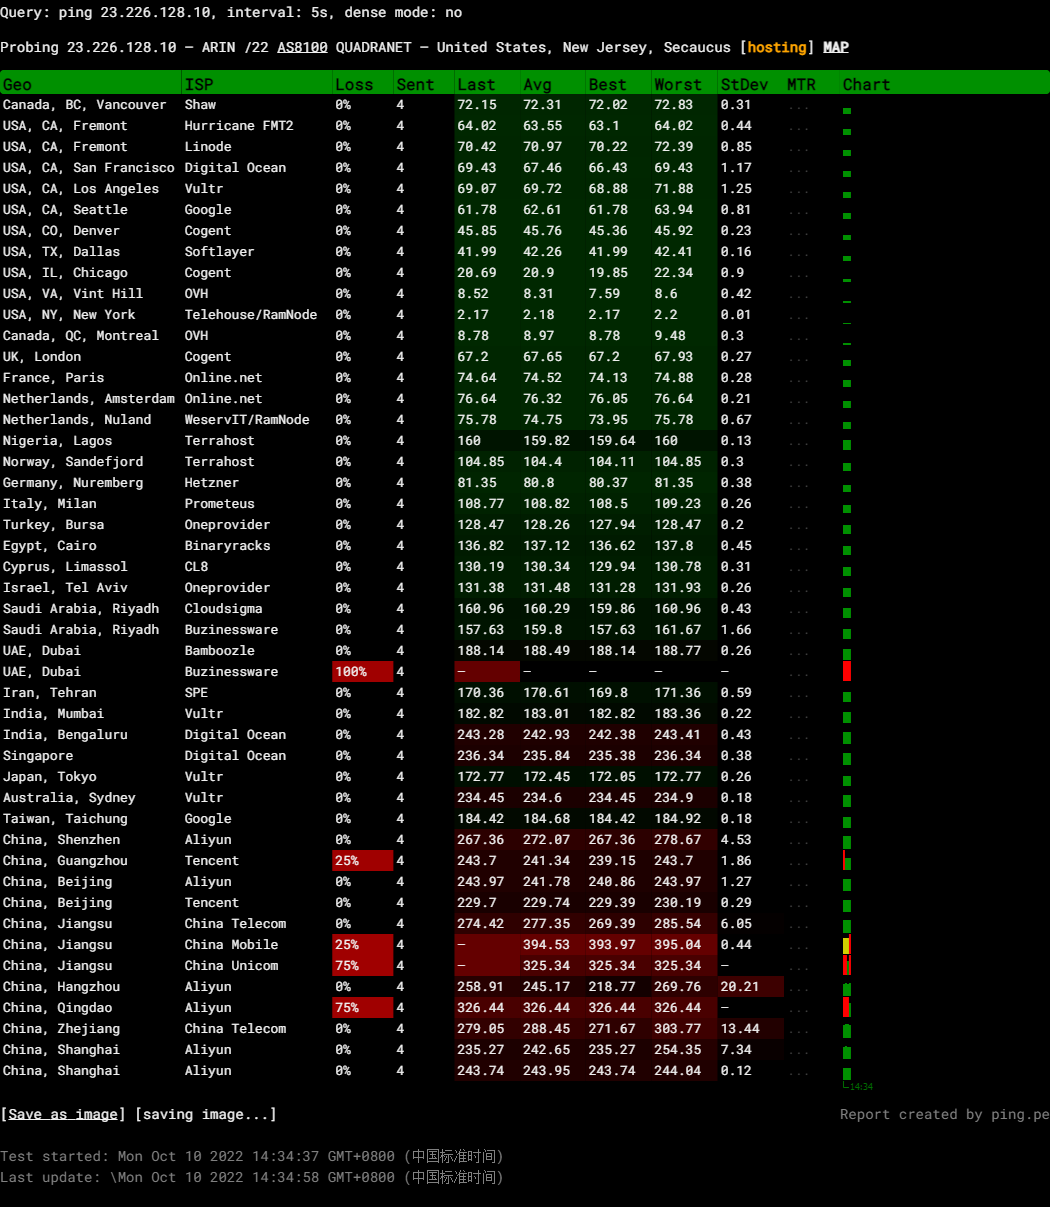 Query: ping 23.226.128.10, interval: 5s, dense mode: no
Probing 23.226.128.10 — ARIN /22 AS8100 QUADRANET — United States, New Jersey, Secaucus [hosting] MAP
Geo ISP Loss Sent Last Avg Best Worst StDev MTR Chart
Canada, BC, Vancouver Shaw 0% 4 72.15 72.31 72.02 72.83 0.31 ...
USA, CA, Fremont Hurricane FMT2 0% 4 64.02 63.55 63.1 64.02 0.44 ...
USA, CA, Fremont Linode 0% 4 70.42 70.97 70.22 72.39 0.85 ...
USA, CA, San Francisco Digital Ocean 0% 4 69.43 67.46 66.43 69.43 1.17 ...
USA, CA, Los Angeles Vultr 0% 4 69.07 69.72 68.88 71.88 1.25 ...
USA, CA, Seattle Google 0% 4 61.78 62.61 61.78 63.94 0.81 ...
USA, CO, Denver Cogent 0% 4 45.85 45.76 45.36 45.92 0.23 ...
USA, TX, Dallas Softlayer 0% 4 41.99 42.26 41.99 42.41 0.16 ...
USA, IL, Chicago Cogent 0% 4 20.69 20.9 19.85 22.34 0.9 ...
USA, VA, Vint Hill OVH 0% 4 8.52 8.31 7.59 8.6 0.42 ...
USA, NY, New York Telehouse/RamNode 0% 4 2.17 2.18 2.17 2.2 0.01 ...
Canada, QC, Montreal OVH 0% 4 8.78 8.97 8.78 9.48 0.3 ...
UK, London Cogent 0% 4 67.2 67.65 67.2 67.93 0.27 ...
France, Paris Online.net 0% 4 74.64 74.52 74.13 74.88 0.28 ...
Netherlands, Amsterdam Online.net 0% 4 76.64 76.32 76.05 76.64 0.21 ...
Netherlands, Nuland WeservIT/RamNode 0% 4 75.78 74.75 73.95 75.78 0.67 ...
Nigeria, Lagos Terrahost 0% 4 160 159.82 159.64 160 0.13 ...
Norway, Sandefjord Terrahost 0% 4 104.85 104.4 104.11 104.85 0.3 ...
Germany, Nuremberg Hetzner 0% 4 81.35 80.8 80.37 81.35 0.38 ...
Italy, Milan Prometeus 0% 4 108.77 108.82 108.5 109.23 0.26 ...
Turkey, Bursa Oneprovider 0% 4 128.47 128.26 127.94 128.47 0.2 ...
Egypt, Cairo Binaryracks 0% 4 136.82 137.12 136.62 137.8 0.45 ...
Cyprus, Limassol CL8 0% 4 130.19 130.34 129.94 130.78 0.31 ...
Israel, Tel Aviv Oneprovider 0% 4 131.38 131.48 131.28 131.93 0.26 ...
Saudi Arabia, Riyadh Cloudsigma 0% 4 160.96 160.29 159.86 160.96 0.43 ...
Saudi Arabia, Riyadh Buzinessware 0% 4 157.63 159.8 157.63 161.67 1.66 ...
UAE, Dubai Bamboozle 0% 4 188.14 188.49 188.14 188.77 0.26 ...
UAE, Dubai Buzinessware 100% 4 — — — — — ...
Iran, Tehran SPE 0% 4 170.36 170.61 169.8 171.36 0.59 ...
India, Mumbai Vultr 0% 4 182.82 183.01 182.82 183.36 0.22 ...
India, Bengaluru Digital Ocean 0% 4 243.28 242.93 242.38 243.41 0.43 ...
Singapore Digital Ocean 0% 4 236.34 235.84 235.38 236.34 0.38 ...
Japan, Tokyo Vultr 0% 4 172.77 172.45 172.05 172.77 0.26 ...
Australia, Sydney Vultr 0% 4 234.45 234.6 234.45 234.9 0.18 ...
Taiwan, Taichung Google 0% 4 184.42 184.68 184.42 184.92 0.18 ...
China, Shenzhen Aliyun 0% 4 267.36 272.07 267.36 278.67 4.53 ...
China, Guangzhou Tencent 25% 4 243.7 241.34 239.15 243.7 1.86 ...
China, Beijing Aliyun 0% 4 243.97 241.78 240.86 243.97 1.27 ...
China, Beijing Tencent 0% 4 229.7 229.74 229.39 230.19 0.29 ...
China, Jiangsu China Telecom 0% 4 274.42 277.35 269.39 285.54 6.05 ...
China, Jiangsu China Mobile 25% 4 — 394.53 393.97 395.04 0.44 ...
China, Jiangsu China Unicom 75% 4 — 325.34 325.34 325.34 — ...
China, Hangzhou Aliyun 0% 4 258.91 245.17 218.77 269.76 20.21 ...
China, Qingdao Aliyun 75% 4 326.44 326.44 326.44 326.44 — ...
China, Zhejiang China Telecom 0% 4 279.05 288.45 271.67 303.77 13.44 ...
China, Shanghai Aliyun 0% 4 235.27 242.65 235.27 254.35 7.34 ...
China, Shanghai Aliyun 0% 4 243.74 243.95 243.74 244.04 0.12 ...
14:34
[Save as image] [saving image...] Report created by ping.pe
Test started: Mon Oct 10 2022 14:34:37 GMT+0800 (中国标准时间)
Last update: \Mon Oct 10 2022 14:34:58 GMT+0800 (中国标准时间)